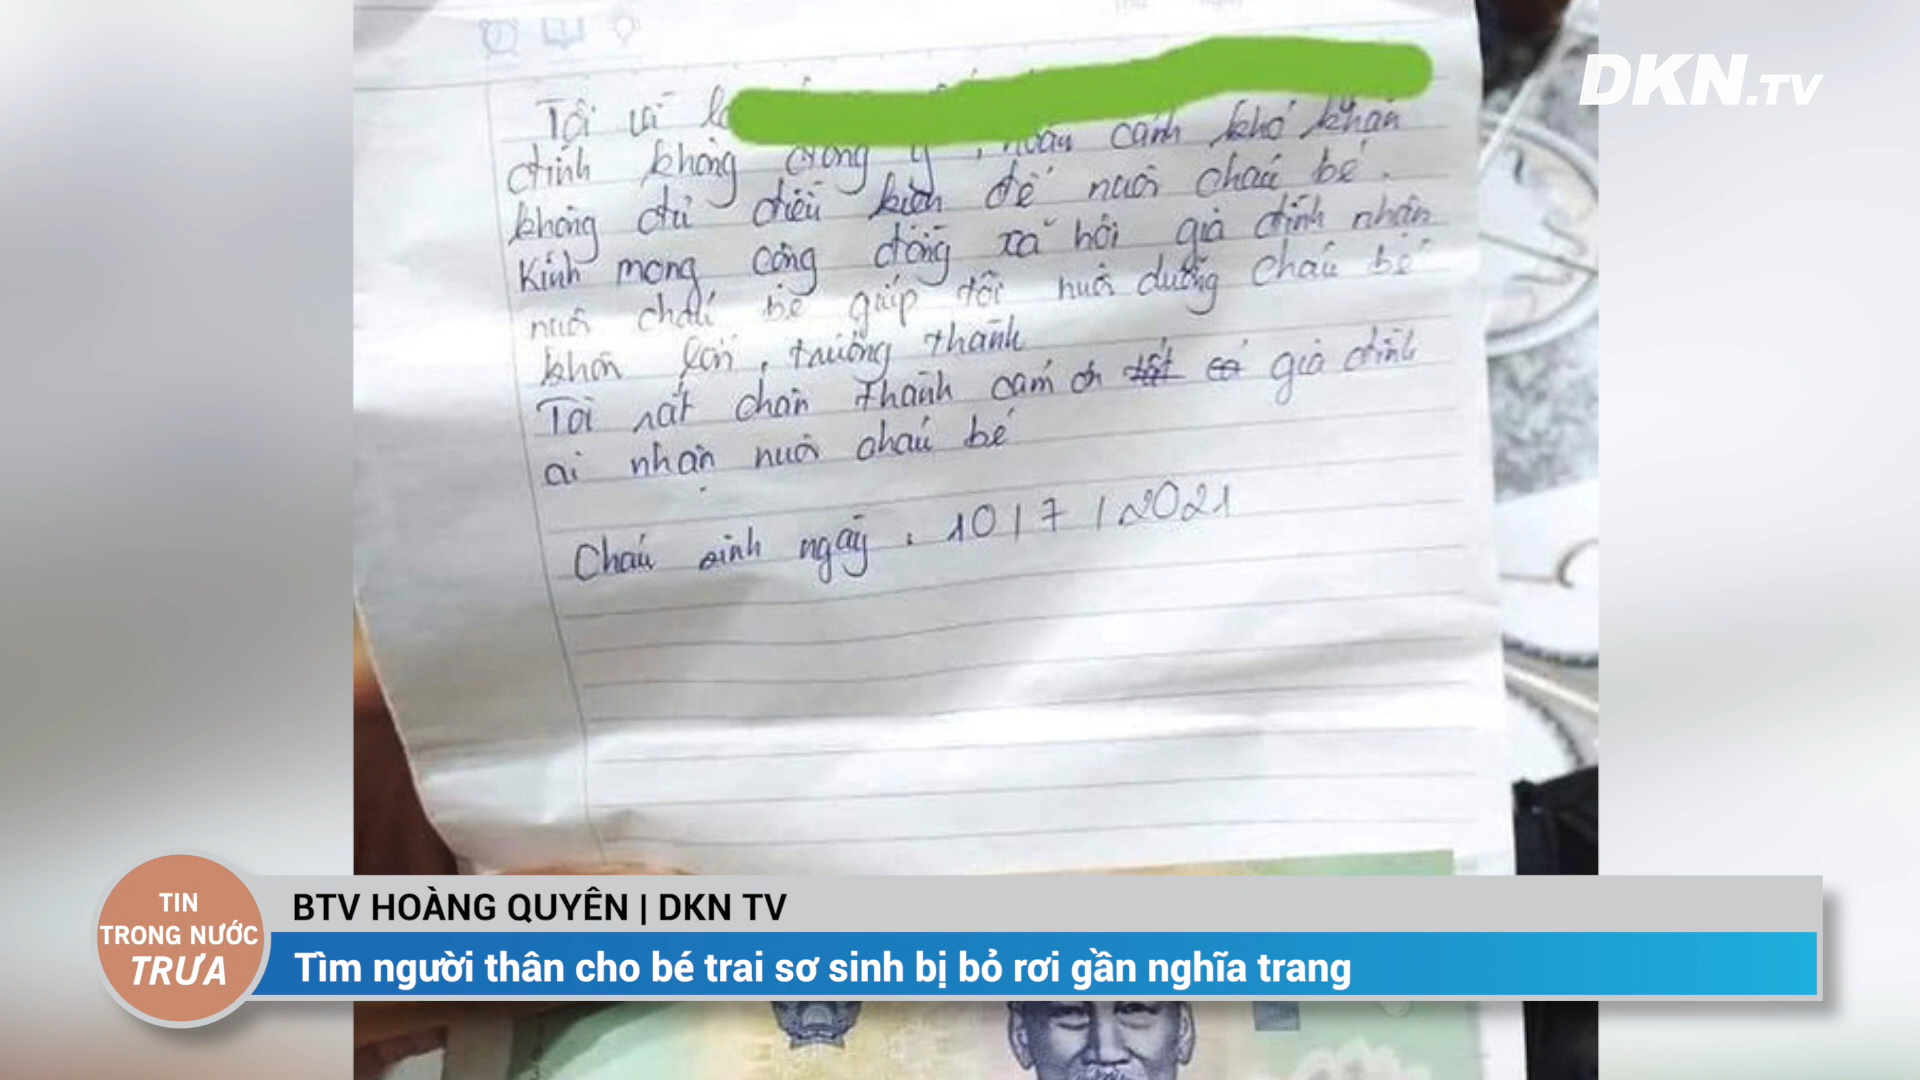 DKN.TV
Tôi vì
đình không đồng ý, hoàn cảnh khó khăn
không đủ điều kiện để nuôi cháu bé.
Kính mong cộng đồng xã hội gia đình nhận
nuôi cháu bé giúp tôi nuôi dưỡng cháu bé
khôn lớn, trưởng thành
Tôi rất chân thành cảm ơn tất cả gia đình
ai nhận nuôi cháu bé
Cháu sinh ngày: 10/7/2021
BTV HOÀNG QUYÊN | DKN TV
TIN
TRONG NƯỚC
TRƯA
Tìm người thân cho bé trai sơ sinh bị bỏ rơi gần nghĩa trang